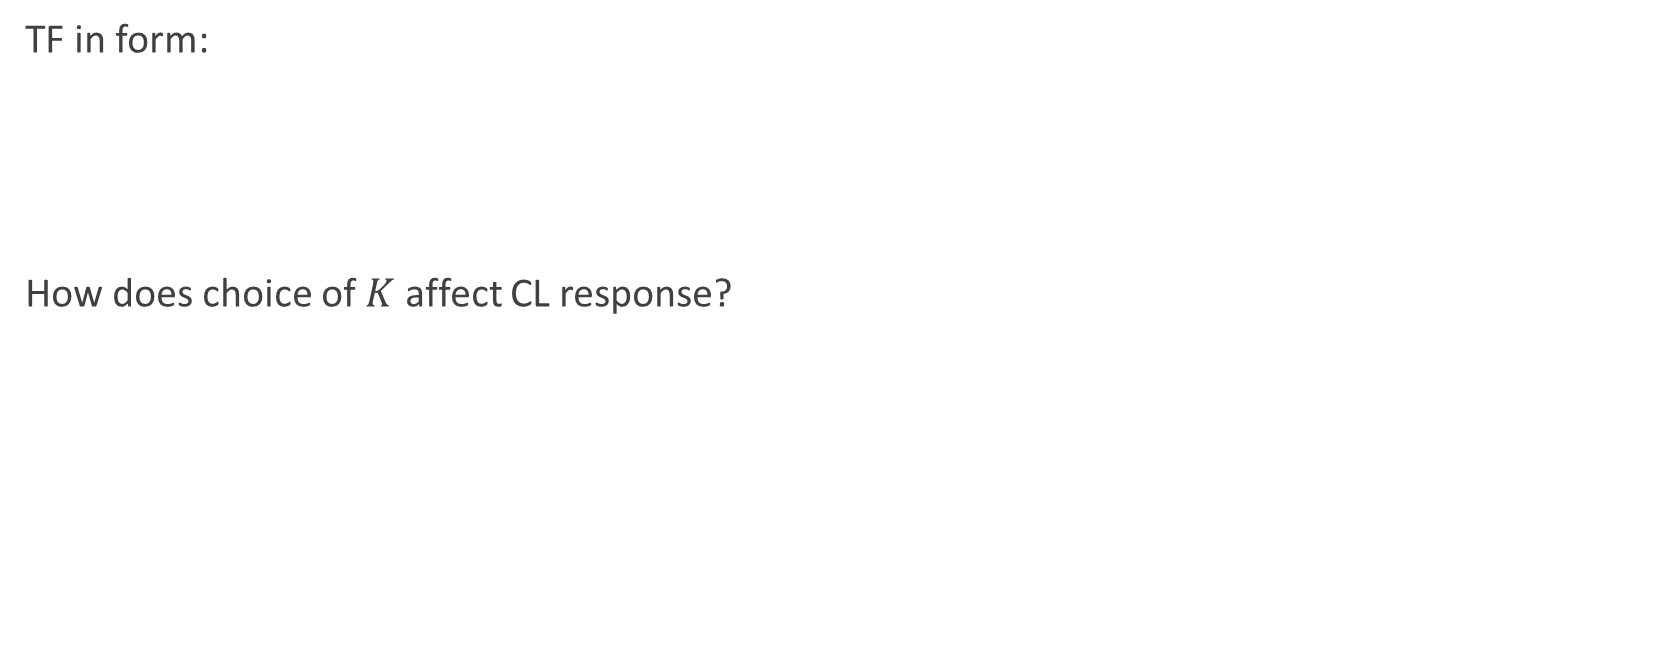 TF in form:
How does choice of K affect CL response?